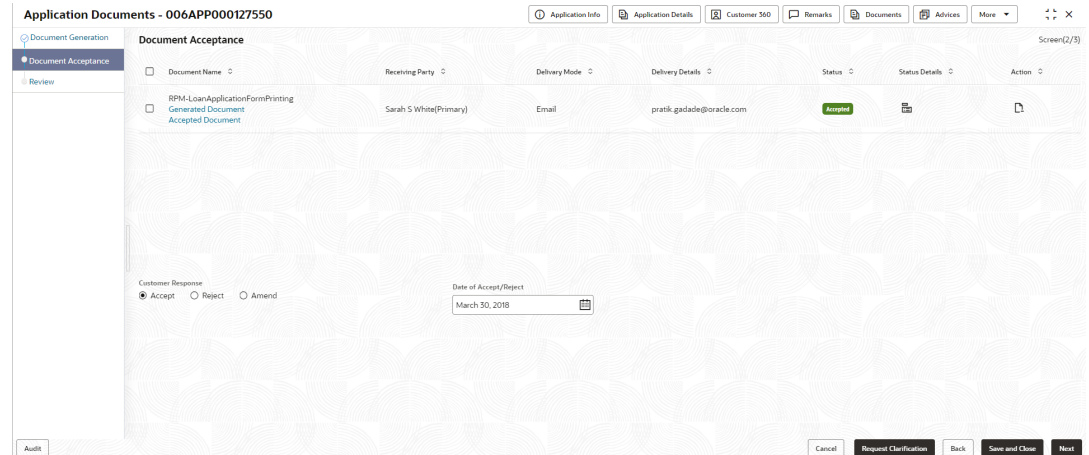 Application Documents - 006APP000127550
Application Info
Application Details
Customer 360
Remarks
Documents
Advices
More
Document Generation
Document Acceptance
Review
Document Acceptance
Screen(2/3)
Document Name
Receiving Party
Delivery Mode
Delivery Details
Status
Status Details
Action
RPM-LoanApplicationFormPrinting
Generated Document
Accepted Document
Sarah S White(Primary)
Email
pratik.gadade@oracle.com
Accepted
Customer Response
Accept
Reject
Amend
Date of Accept/Reject
March 30, 2018
Audit
Cancel
Request Clarification
Back
Save and Close
Next